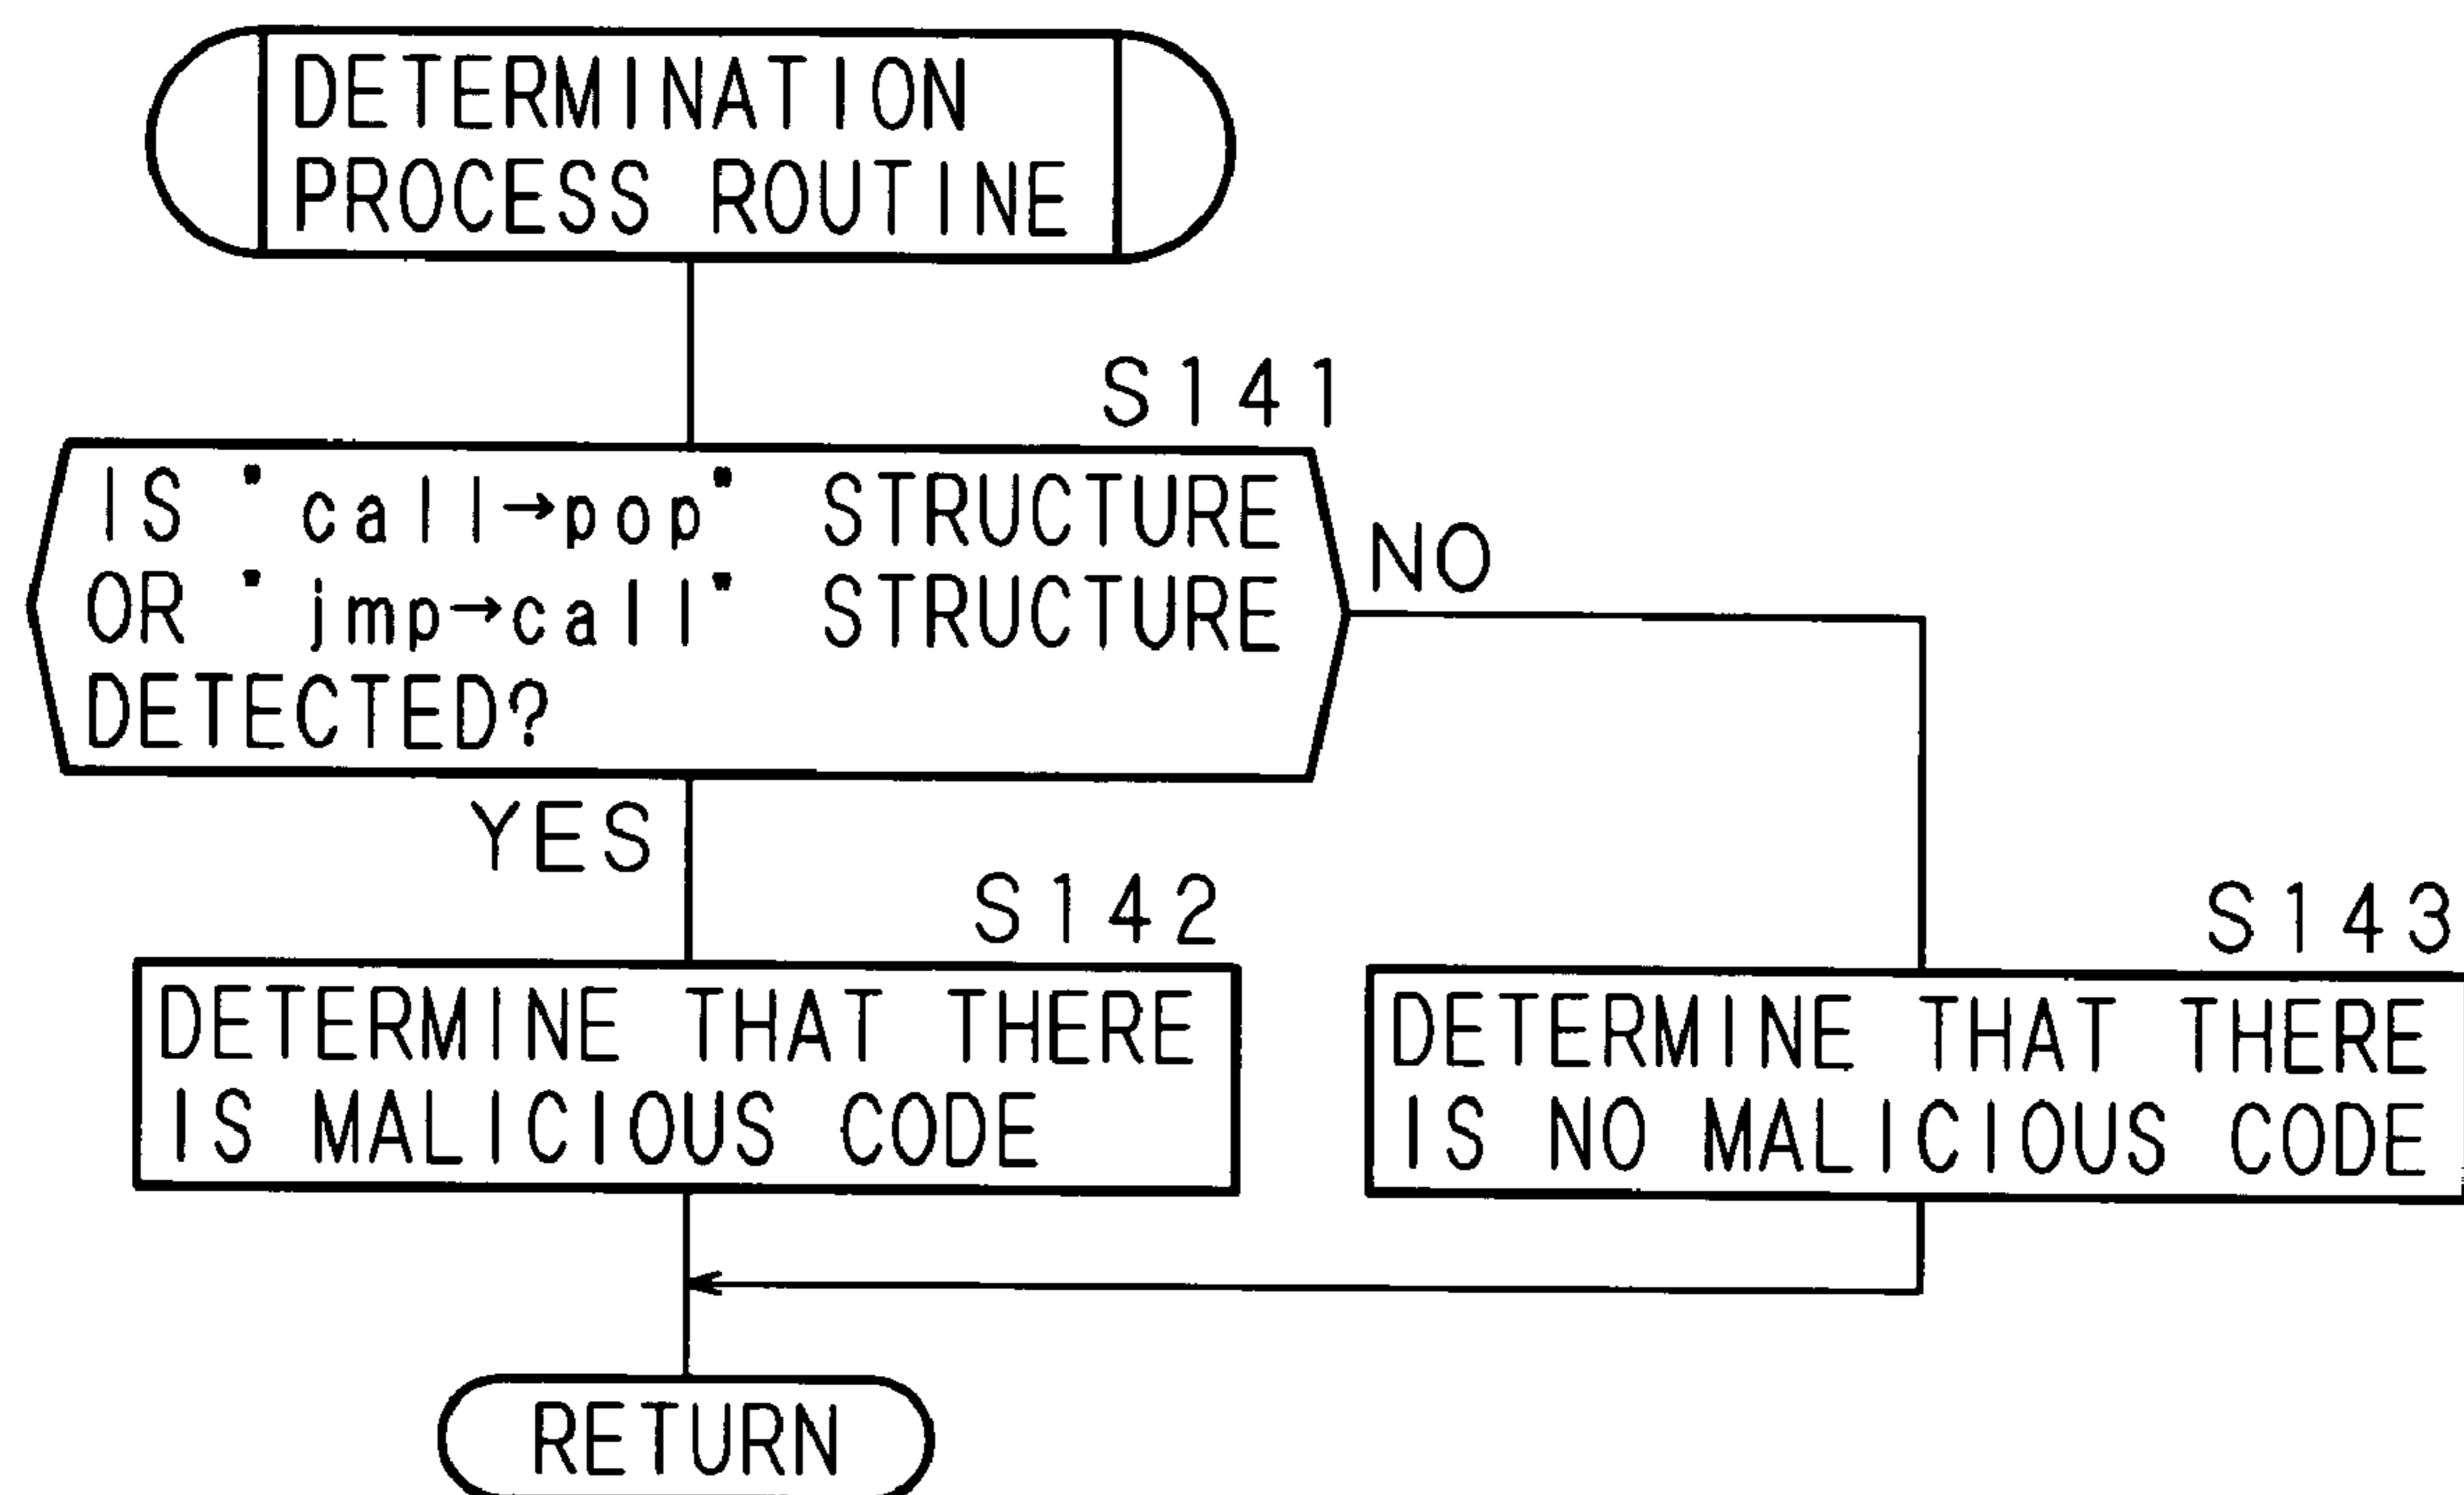 DETERMINATION
PROCESS ROUTINE
S141
IS "call→pop" STRUCTURE
OR "jmp→call" STRUCTURE
DETECTED?
NO
YES
S142
DETERMINE THAT THERE
IS MALICIOUS CODE
S143
DETERMINE THAT THERE
IS NO MALICIOUS CODE
RETURN